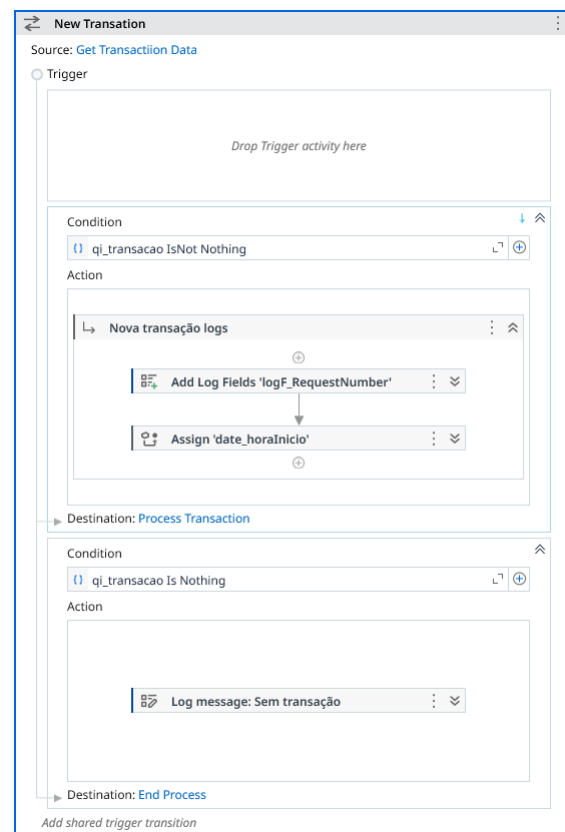 New Transation
Source: Get Transactiion Data
Trigger
Drop Trigger activity here
Condition
qi_transacao IsNot Nothing
Action
Nova transação logs
Add Log Fields 'logF_RequestNumber'
Assign 'date_horaInicio'
Destination: Process Transaction
Condition
qi_transacao Is Nothing
Action
Log message: Sem transação
Destination: End Process
Add shared trigger transition